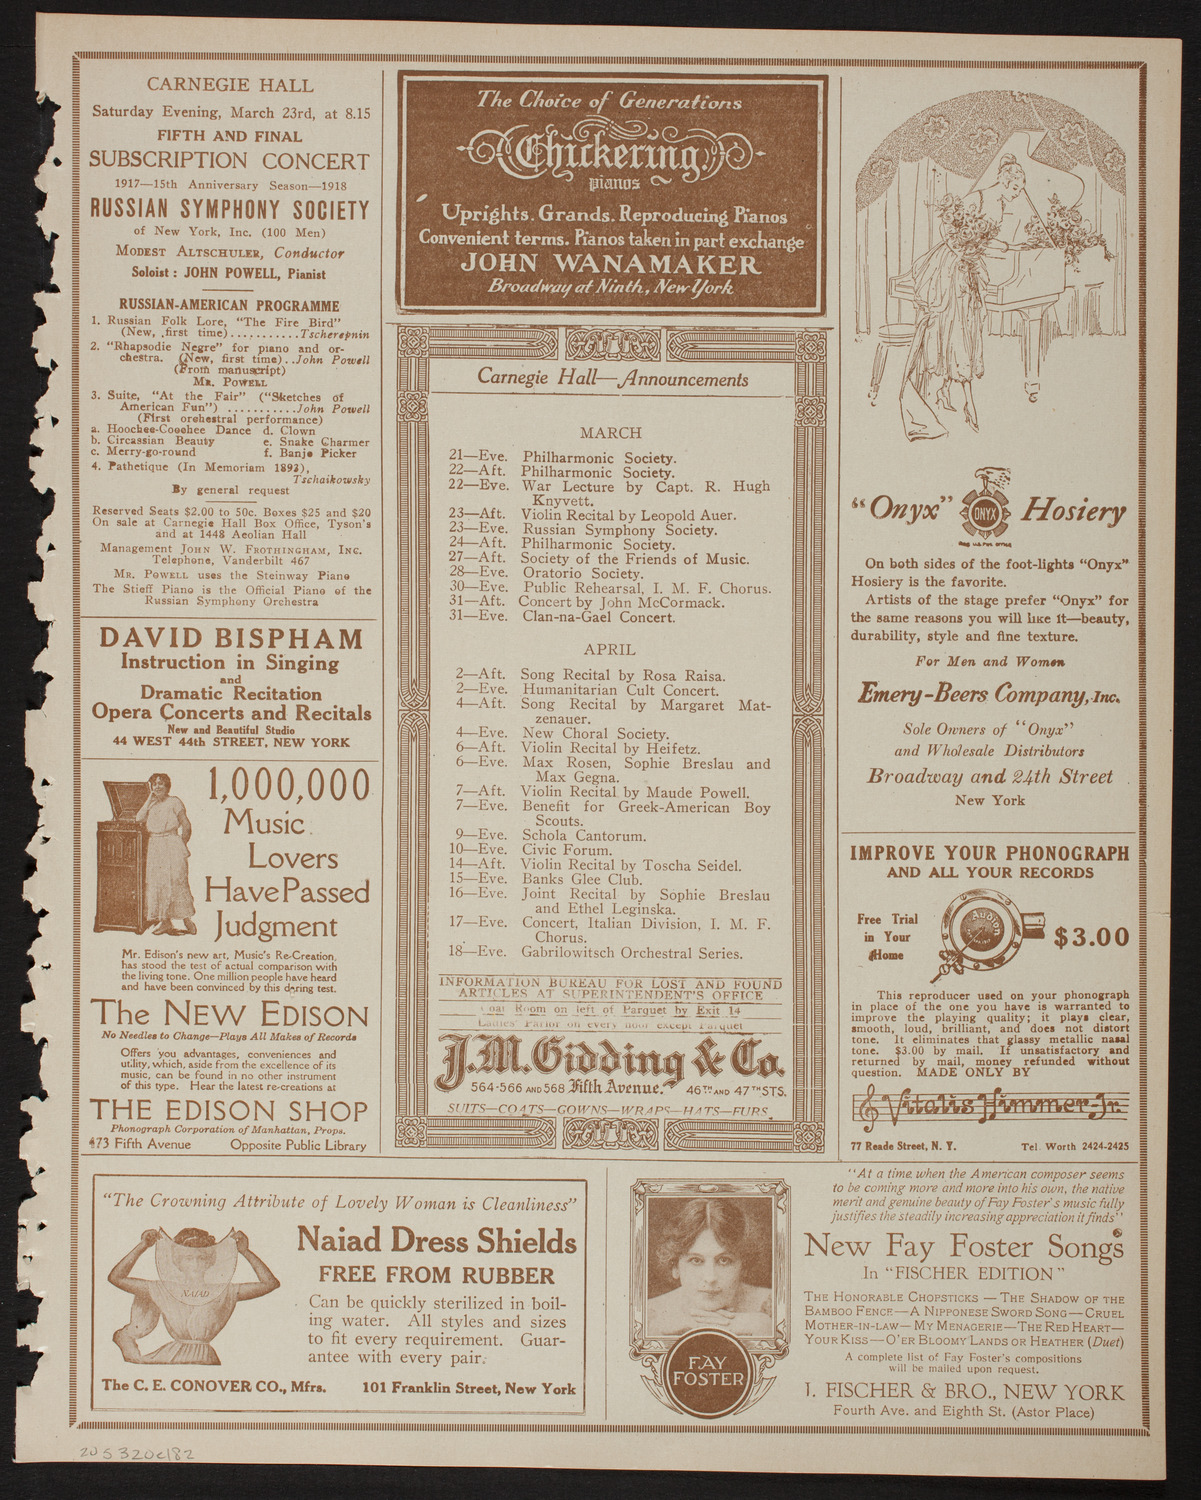 CARNEGIE HALL
Saturday Evening, March 23rd, at 8.15
FIFTH AND FINAL
SUBSCRIPTION CONCERT
1917—15th Anniversary Season—1918
RUSSIAN SYMPHONY SOCIETY
of New York, Inc. (100 Men)
MODEST ALTSCHULER, Conductor
Soloist: JOHN POWELL, Pianist
RUSSIAN-AMERICAN PROGRAMME
1. Russian Folk Lore, "The Fire Bird"
(New, first time)...........Tscherepnin
2. "Rhapsodie Negre" for piano and or-
chestra. (New, first time)..John Powell
(From manuscript)
MR. POWELL
3. Suite, "At the Fair" ("Sketches of
American Fun") ...........John Powell
(First orchestral performance)
a. Hoochee-Coochee Dance d. Clown
b. Circassian Beauty e. Snake Charmer
c. Merry-go-round f. Banjo Picker
4. Pathetique (In Memoriam 1893),
Tschaikowsky
By general request
Reserved Seats $2.00 to 50c. Boxes $25 and $20
On sale at Carnegie Hall Box Office, Tyson's
and at 1448 Aeolian Hall
Management JOHN W. FROTHINGHAM, INC.
Telephone, Vanderbilt 467
MR. POWELL uses the Steinway Piano
The Stieff Piano is the Official Piano of the
Russian Symphony Orchestra
DAVID BISPHAM
Instruction in Singing
and
Dramatic Recitation
Opera Concerts and Recitals
New and Beautiful Studio
44 WEST 44th STREET, NEW YORK
1,000,000
Music
Lovers
Have Passed
Judgment
Mr. Edison's new art, Music's Re-Creation,
has stood the test of actual comparison with
the living tone. One million people have heard
and have been convinced by this daring test.
The NEW EDISON
No Needles to Change—Plays All Makes of Records
Offers you advantages, conveniences and
utility, which, aside from the excellence of its
music, can be found in no other instrument
of this type. Hear the latest re-creations at
THE EDISON SHOP
Phonograph Corporation of Manhattan, Props.
473 Fifth Avenue Opposite Public Library
The Choice of Generations
Chickering
pianos
Uprights. Grands. Reproducing Pianos
Convenient terms. Pianos taken in part exchange
JOHN WANAMAKER
Broadway at Ninth, New York
Carnegie Hall—Announcements
MARCH
21—Eve. Philharmonic Society.
22—Aft. Philharmonic Society.
22—Eve. War Lecture by Capt. R. Hugh
Knyvett.
23—Aft. Violin Recital by Leopold Auer.
23—Eve. Russian Symphony Society.
24—Aft. Philharmonic Society.
27—Aft. Society of the Friends of Music.
28—Eve. Oratorio Society.
30—Eve. Public Rehearsal, I. M. F. Chorus.
31—Aft. Concert by John McCormack.
31—Eve. Clan-na-Gael Concert.
APRIL
2—Aft. Song Recital by Rosa Raisa.
2—Eve. Humanitarian Cult Concert.
4—Aft. Song Recital by Margaret Mat-
zenauer.
4—Eve. New Choral Society.
6—Aft. Violin Recital by Heifetz.
6—Eve. Max Rosen, Sophie Breslau and
Max Gegna.
7—Aft. Violin Recital by Maude Powell.
7—Eve. Benefit for Greek-American Boy
Scouts.
9—Eve. Schola Cantorum.
10—Eve. Civic Forum.
14—Aft. Violin Recital by Toscha Seidel.
15—Eve. Banks Glee Club.
16—Eve. Joint Recital by Sophie Breslau
and Ethel Leginska.
17—Eve. Concert, Italian Division, I. M. F.
Chorus.
18—Eve. Gabrilowitsch Orchestral Series.
INFORMATION BUREAU FOR LOST AND FOUND
ARTICLES AT SUPERINTENDENT'S OFFICE
Coat Room on left of Parquet by Exit 14
Ladies' Parlor on every floor except Parquet
J.M. Gidding & Co.
564-566 AND 568 Fifth Avenue. 46TH AND 47TH STS.
SUITS—COATS—GOWNS—WRAPS—HATS—FURS
"Onyx" ONYX Hosiery
REG U.S. PAT. OFFICE
On both sides of the foot-lights "Onyx"
Hosiery is the favorite.
Artists of the stage prefer "Onyx" for
the same reasons you will like it—beauty,
durability, style and fine texture.
For Men and Women
Emery-Beers Company, INC.
Sole Owners of "Onyx"
and Wholesale Distributors
Broadway and 24th Street
New York
IMPROVE YOUR PHONOGRAPH
AND ALL YOUR RECORDS
Free Trial
in Your
Home
Audion
$3.00
This reproducer used on your phonograph
in place of the one you have is warranted to
improve the playing quality; it plays clear,
smooth, loud, brilliant, and does not distort
tone. It eliminates that glassy metallic nasal
tone. $3.00 by mail. If unsatisfactory and
returned by mail, money refunded without
question. MADE ONLY BY
Vitalis Himmer-Jr.
77 Reade Street, N. Y. Tel. Worth 2424-2425
"The Crowning Attribute of Lovely Woman is Cleanliness"
NAIAD
Naiad Dress Shields
FREE FROM RUBBER
Can be quickly sterilized in boil-
ing water. All styles and sizes
to fit every requirement. Guar-
antee with every pair.
The C. E. CONOVER CO., Mfrs. 101 Franklin Street, New York
FAY
FOSTER
"At a time when the American composer seems
to be coming more and more into his own, the native
merit and genuine beauty of Fay Foster's music fully
justifies the steadily increasing appreciation it finds"
New Fay Foster Songs
In "FISCHER EDITION"
THE HONORABLE CHOPSTICKS — THE SHADOW OF THE
BAMBOO FENCE—A NIPPONESE SWORD SONG—CRUEL
MOTHER-IN-LAW—MY MENAGERIE—THE RED HEART—
YOUR KISS—O'ER BLOOMY LANDS OR HEATHER (Duet)
A complete list of Fay Foster's compositions
will be mailed upon request.
J. FISCHER & BRO., NEW YORK
Fourth Ave. and Eighth St. (Astor Place)